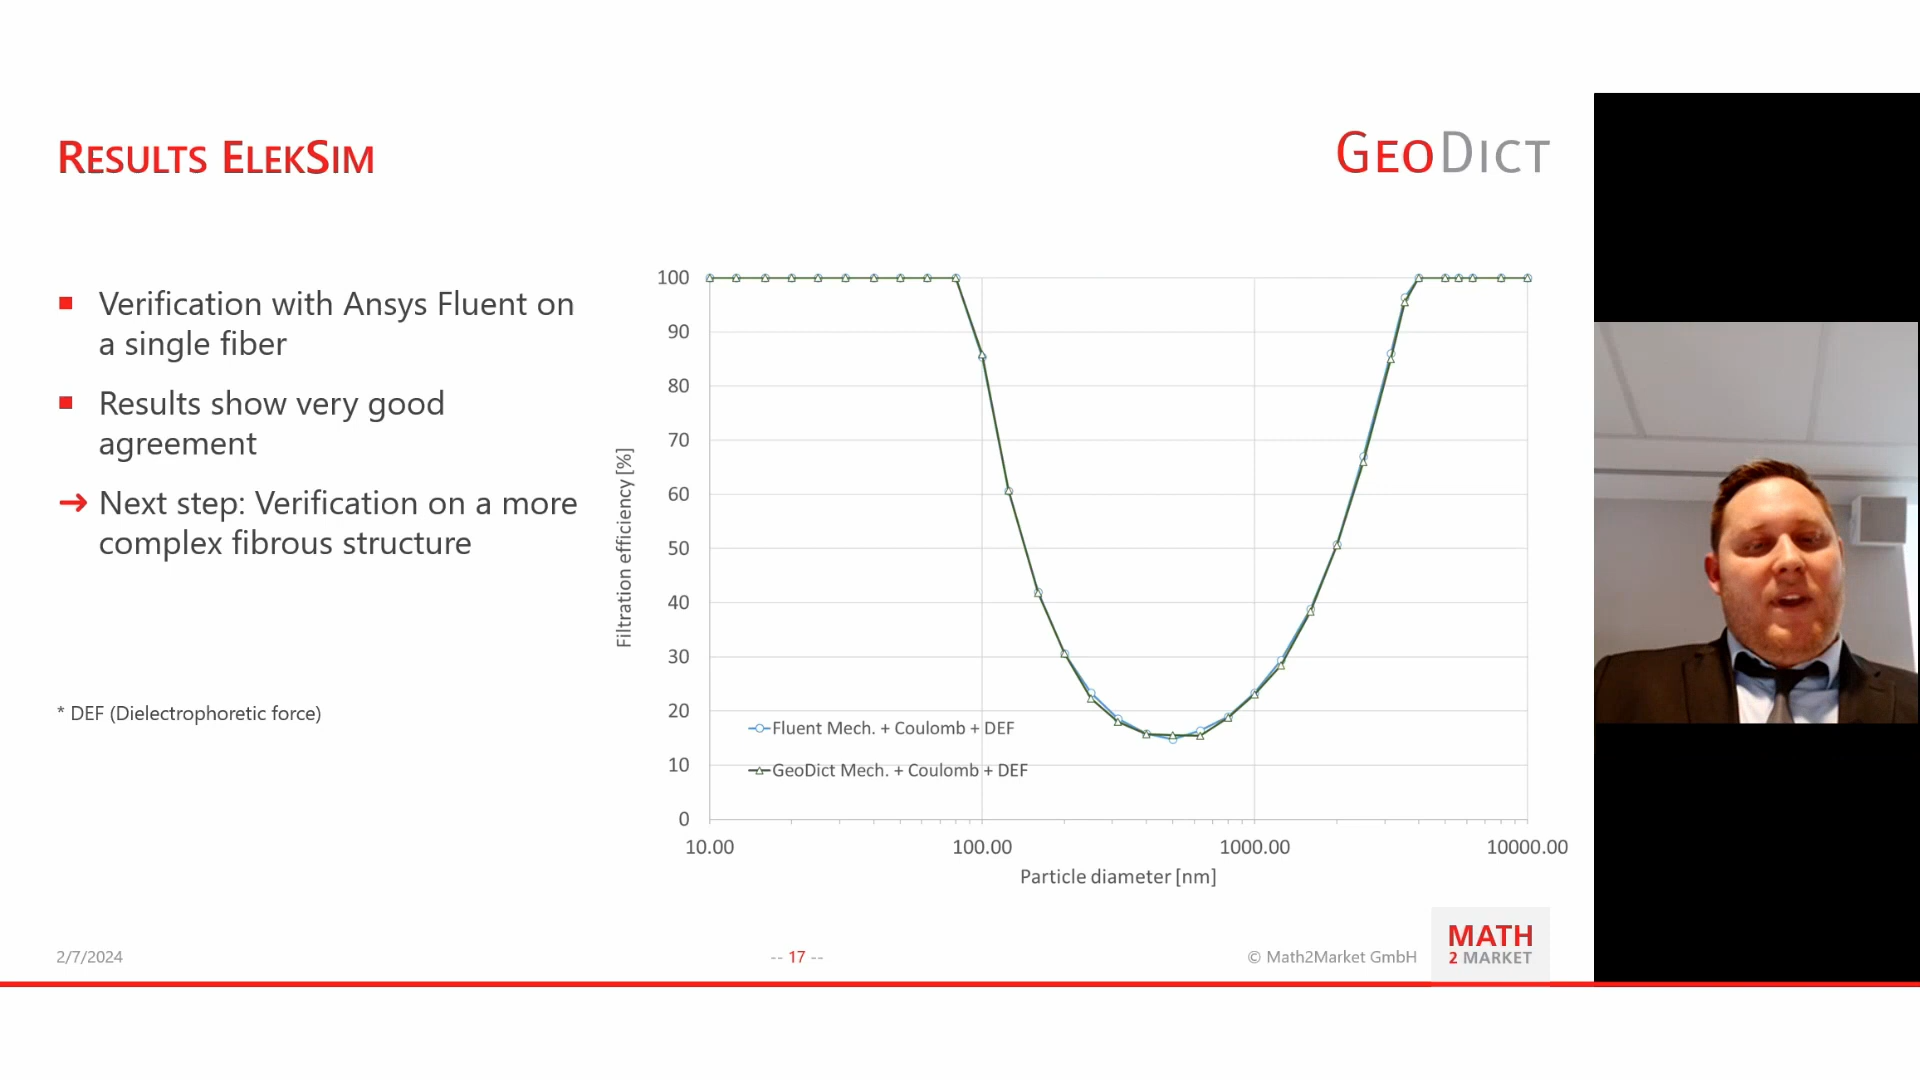 RESULTS ELEKSIM
GEODICT
■ Verification with Ansys Fluent on
a single fiber
■ Results show very good
agreement
➔ Next step: Verification on a more
complex fibrous structure
* DEF (Dielectrophoretic force)
Filtration efficiency [%]
100
90
80
70
60
50
40
30
20
10
0
Fluent Mech. + Coulomb + DEF
GeoDict Mech. + Coulomb + DEF
10.00 100.00 1000.00 10000.00
Particle diameter [nm]
2/7/2024
-- 17 --
© Math2Market GmbH
MATH
2 MARKET